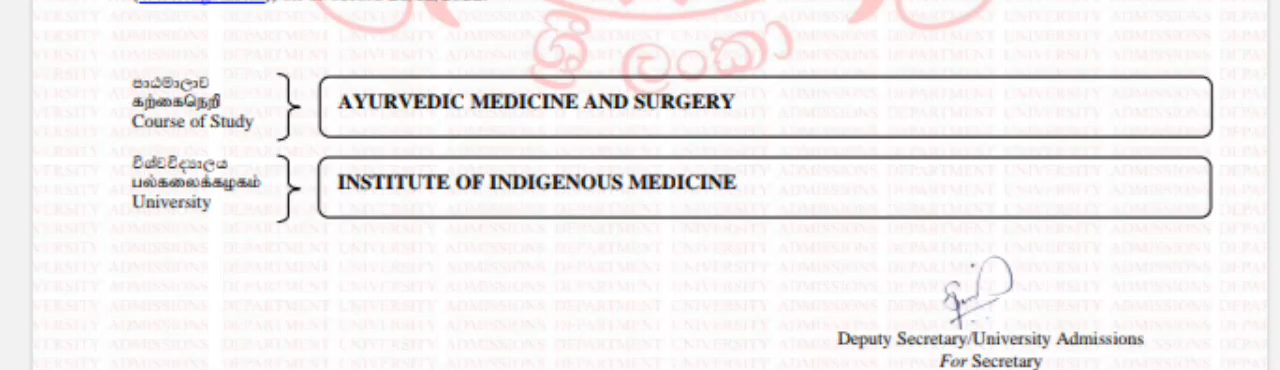 ශ්‍රී ලංකා
පාඨමාලාව
கற்கைநெறி
Course of Study
AYURVEDIC MEDICINE AND SURGERY
විශ්වවිද්‍යාලය
பல்கலைக்கழகம்
University
INSTITUTE OF INDIGENOUS MEDICINE
Deputy Secretary/University Admissions
For Secretary